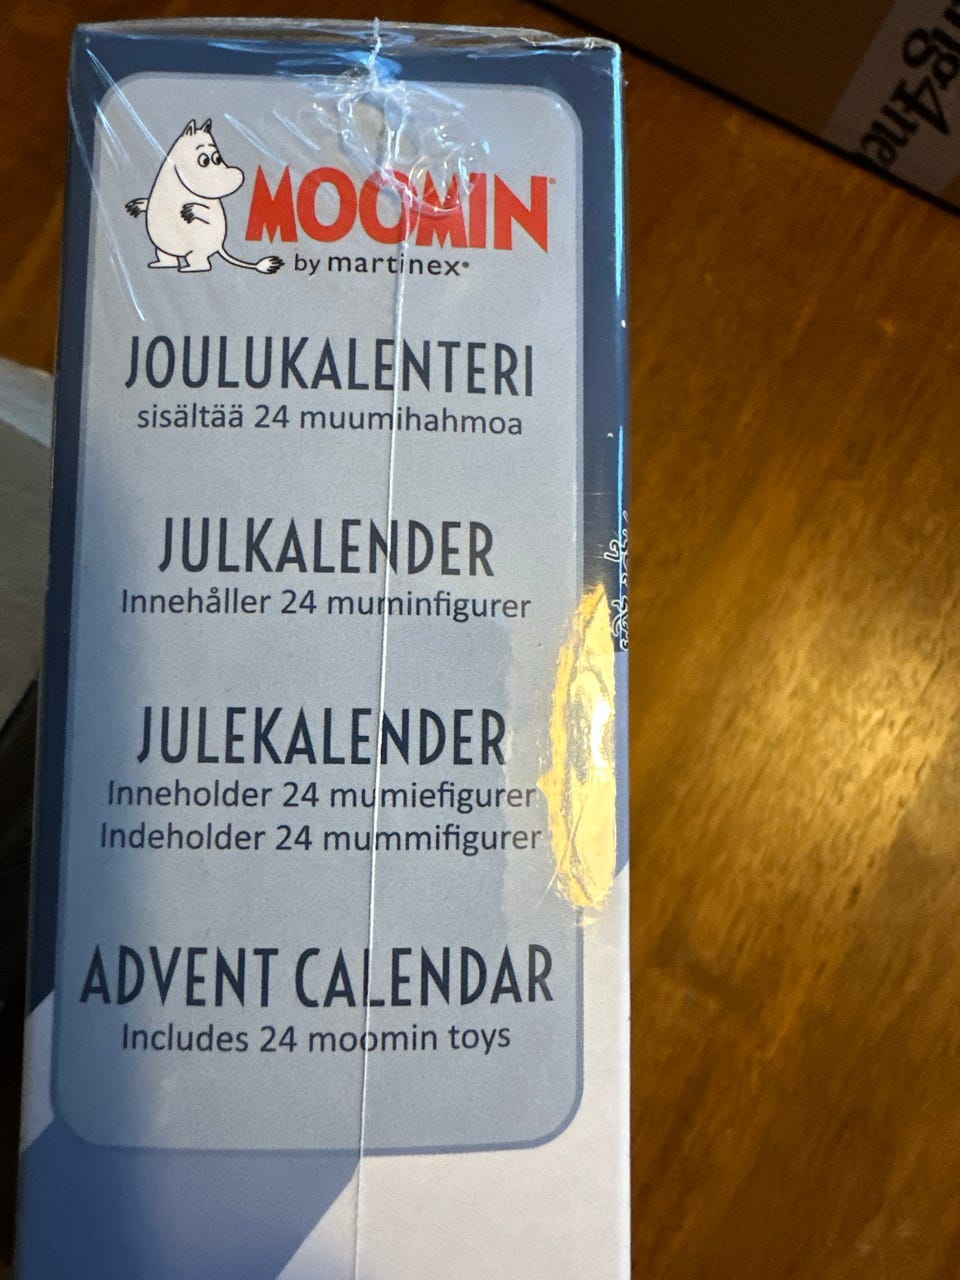 MOOMIN
by martinex®
JOULUKALENTERI
sisältää 24 muumihahmoa
JULKALENDER
Innehåller 24 muminfigurer
JULEKALENDER
Inneholder 24 mumiefigurer
Indeholder 24 mummifigurer
ADVENT CALENDAR
Includes 24 moomin toys